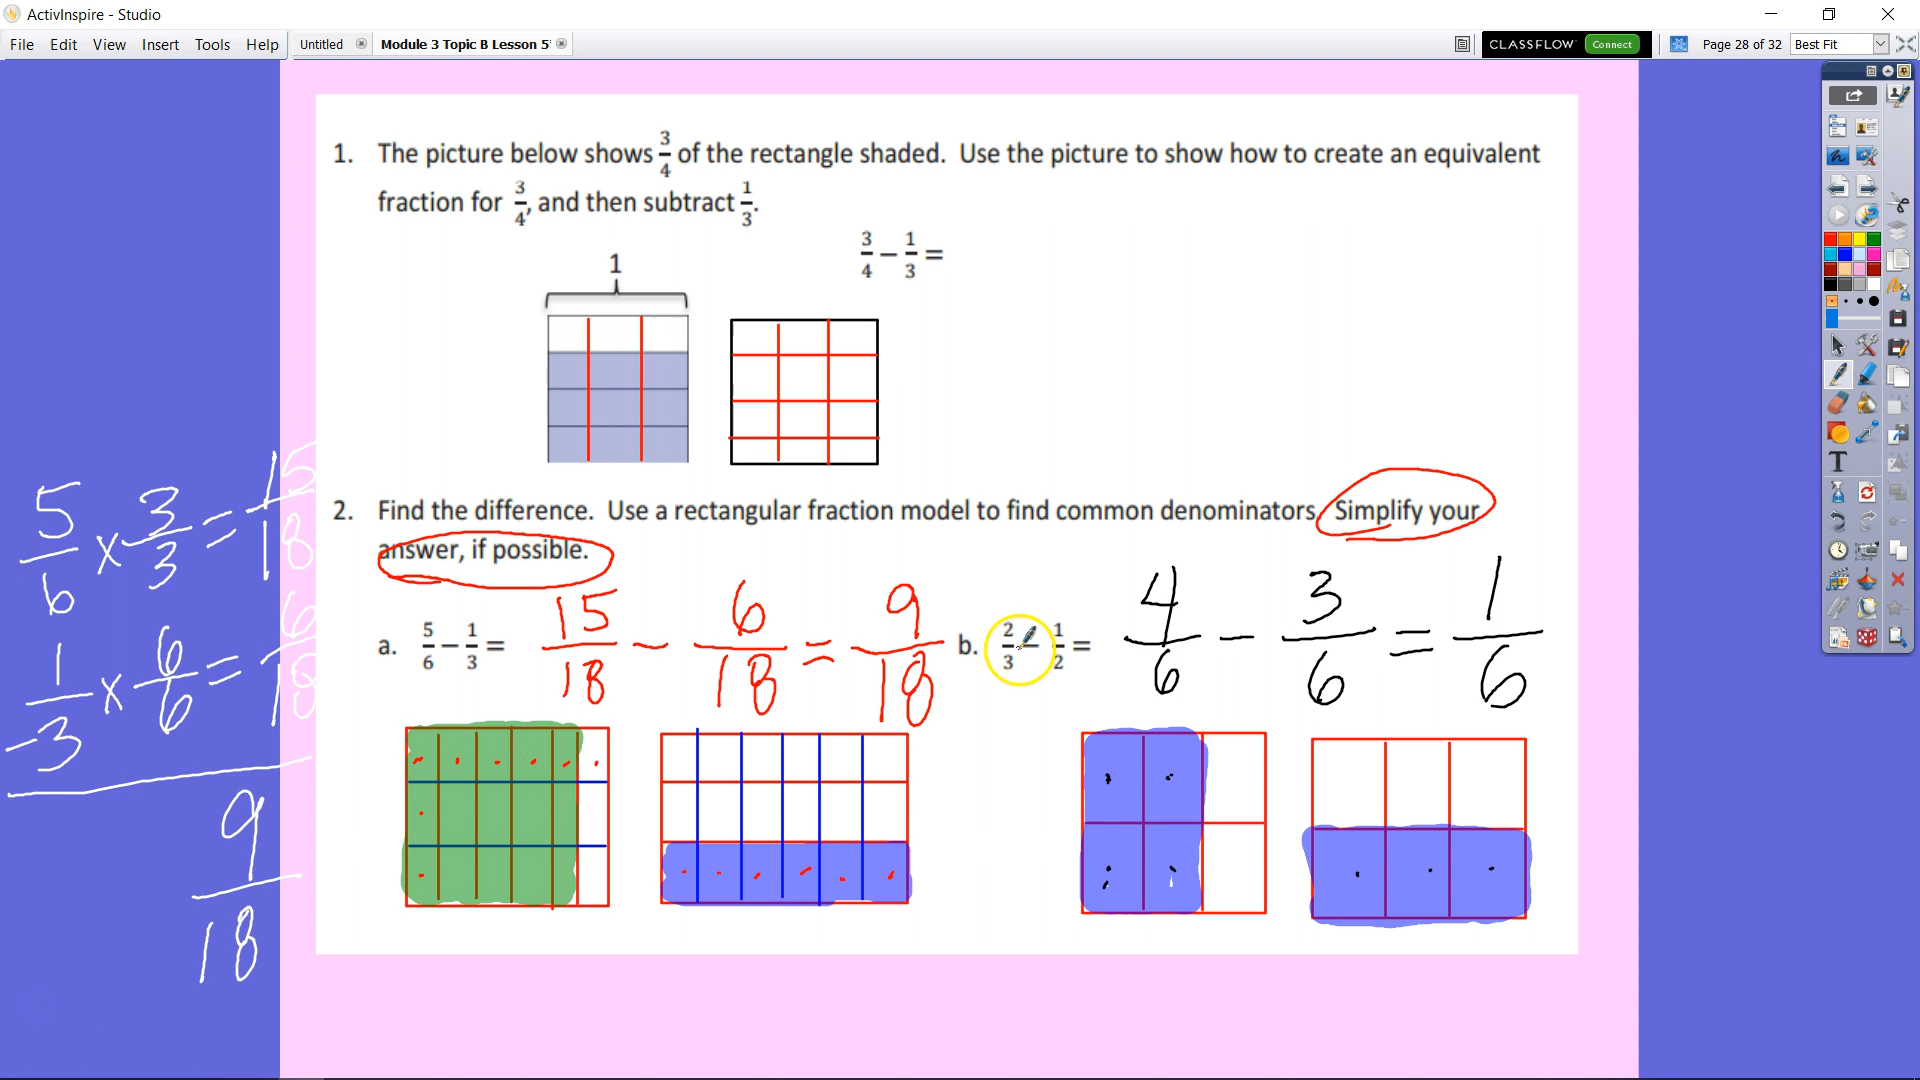 ActivInspire - Studio
File Edit View Insert Tools Help
Untitled Module 3 Topic B Lesson 5
CLASSFLOW Connect Page 28 of 32 Best Fit
1. The picture below shows 3/4 of the rectangle shaded. Use the picture to show how to create an equivalent
fraction for 3/4, and then subtract 1/3.
3/4 − 1/3 =
1
2. Find the difference. Use a rectangular fraction model to find common denominators. Simplify your
answer, if possible.
a. 5/6 − 1/3 = 15/18 − 6/18 = 9/18
b. 2/3 − 1/2 = 4/6 − 3/6 = 1/6
5/6 x 3/3 = 15/18
1/3 x 6/6 = 6/18
−
9/18
T